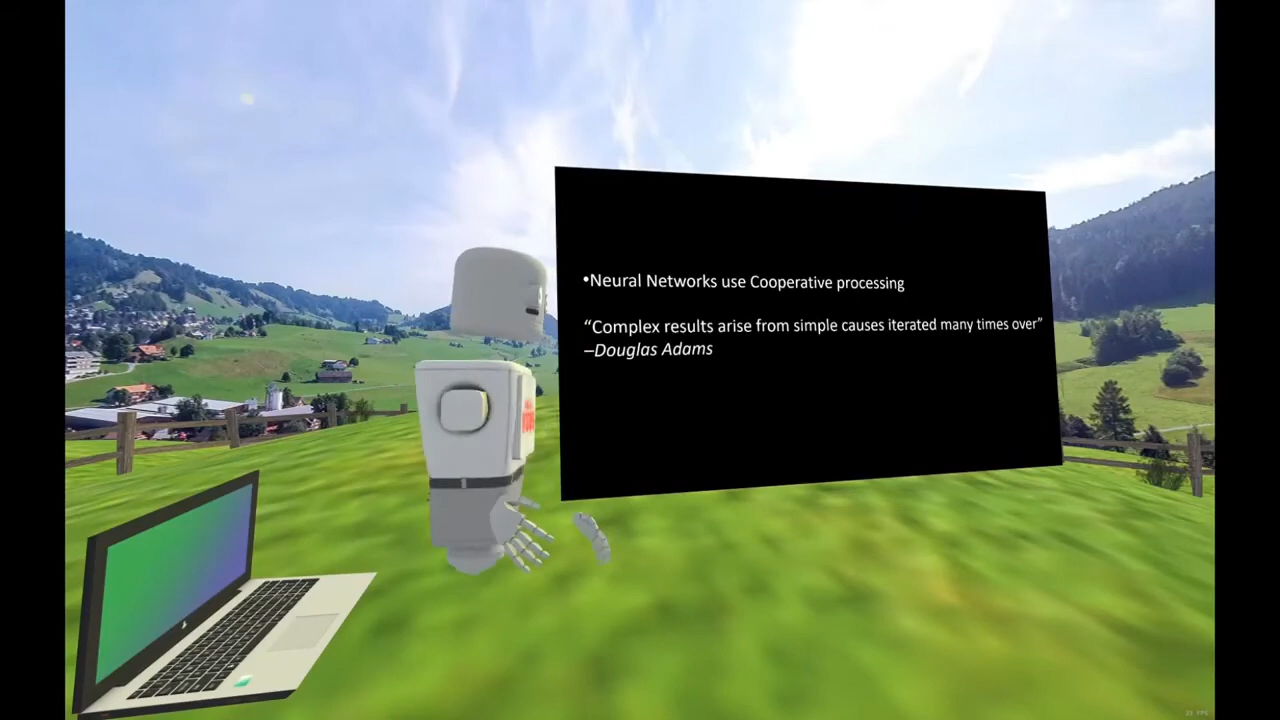 •Neural Networks use Cooperative processing
“Complex results arise from simple causes iterated many times over”
–Douglas Adams